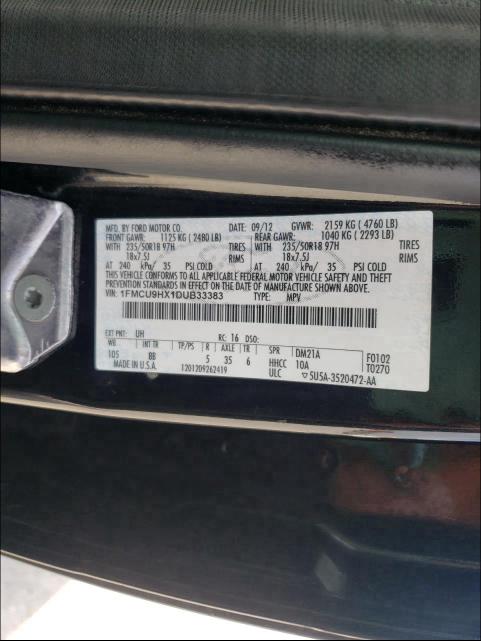 MFD. BY FORD MOTOR CO. DATE: 09/12 GVWR: 2159 KG ( 4760 LB)
FRONT GAWR: 1125 KG ( 2480 LB) REAR GAWR: 1040 KG ( 2293 LB)
WITH 235/50R18 97H TIRES WITH 235/50R18 97H TIRES
18x7.5J RIMS 18x7.5J RIMS
AT 240 kPa/ 35 PSI COLD AT 240 kPa/ 35 PSI COLD
THIS VEHICLE CONFORMS TO ALL APPLICABLE FEDERAL MOTOR VEHICLE SAFETY AND THEFT
PREVENTION STANDARDS IN EFFECT ON THE DATE OF MANUFACTURE SHOWN ABOVE.
VIN: 1FMCU9HX1DUB33383 TYPE: MPV
EXT PNT: UH RC: 16 DSO:
WB INT TR TP/PS R AXLE TR SPR DM21A F0102
105 BB 5 35 6 HHCC 10A T0270
MADE IN U.S.A. 1201209262419 ULC ▽5U5A-3520472-AA